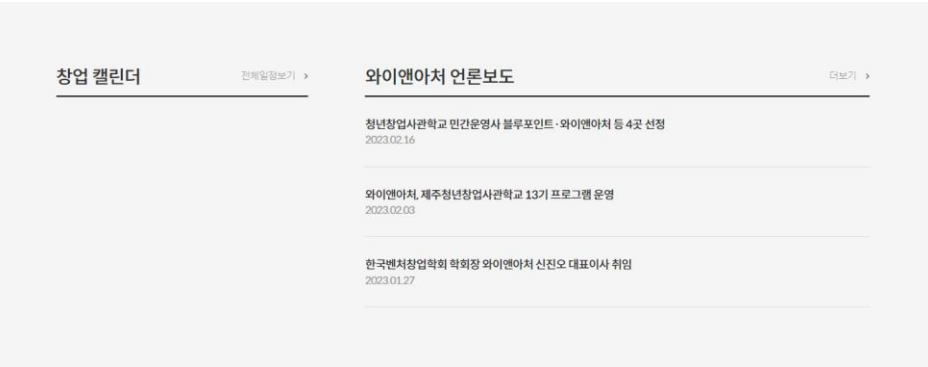 창업 캘린더
전체일정보기 >
와이앤아처 언론보도
더보기 >
청년창업사관학교 민간운영사 블루포인트·와이앤아처 등 4곳 선정
2023.02.16
와이앤아처, 제주청년창업사관학교 13기 프로그램 운영
2023.02.03
한국벤처창업학회 학회장 와이앤아처 신진오 대표이사 취임
2023.01.27